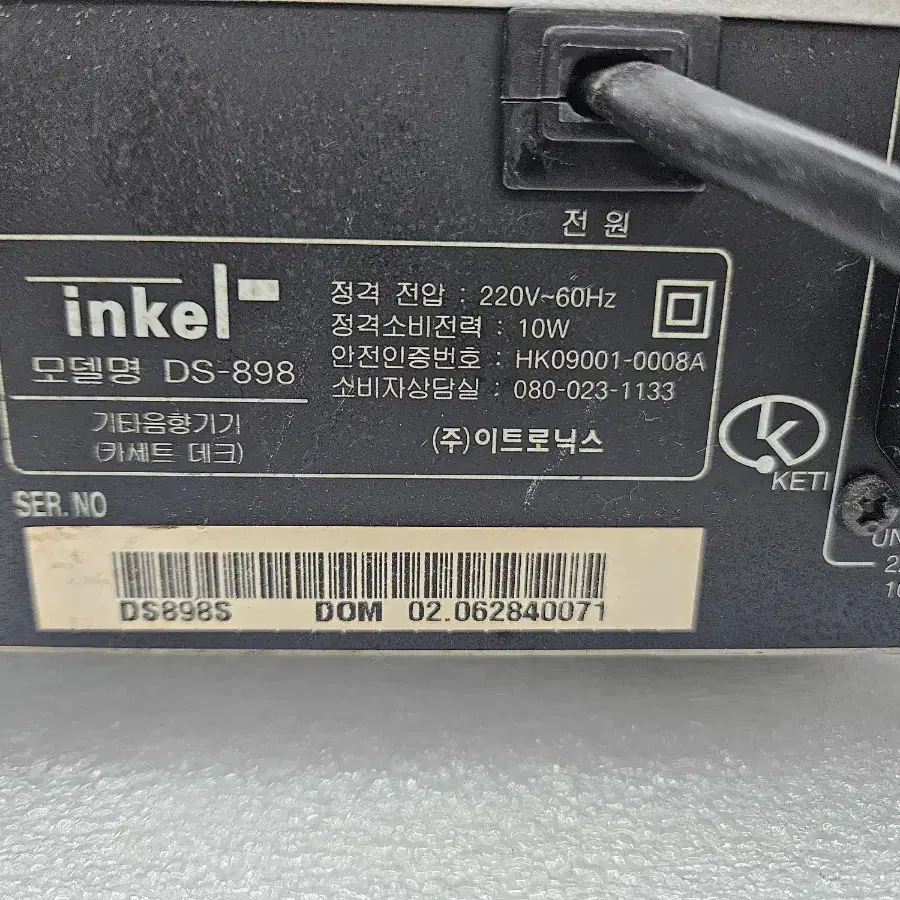 전 원
inkel
모델명 DS-898
기타음향기기
(카세트 데크)
정격 전압 : 220V~60Hz
정격소비전력 : 10W
안전인증번호 : HK09001-0008A
소비자상담실 : 080-023-1133
(주)이트로닉스
KETI
SER. NO
DS898S DOM 02.062840071